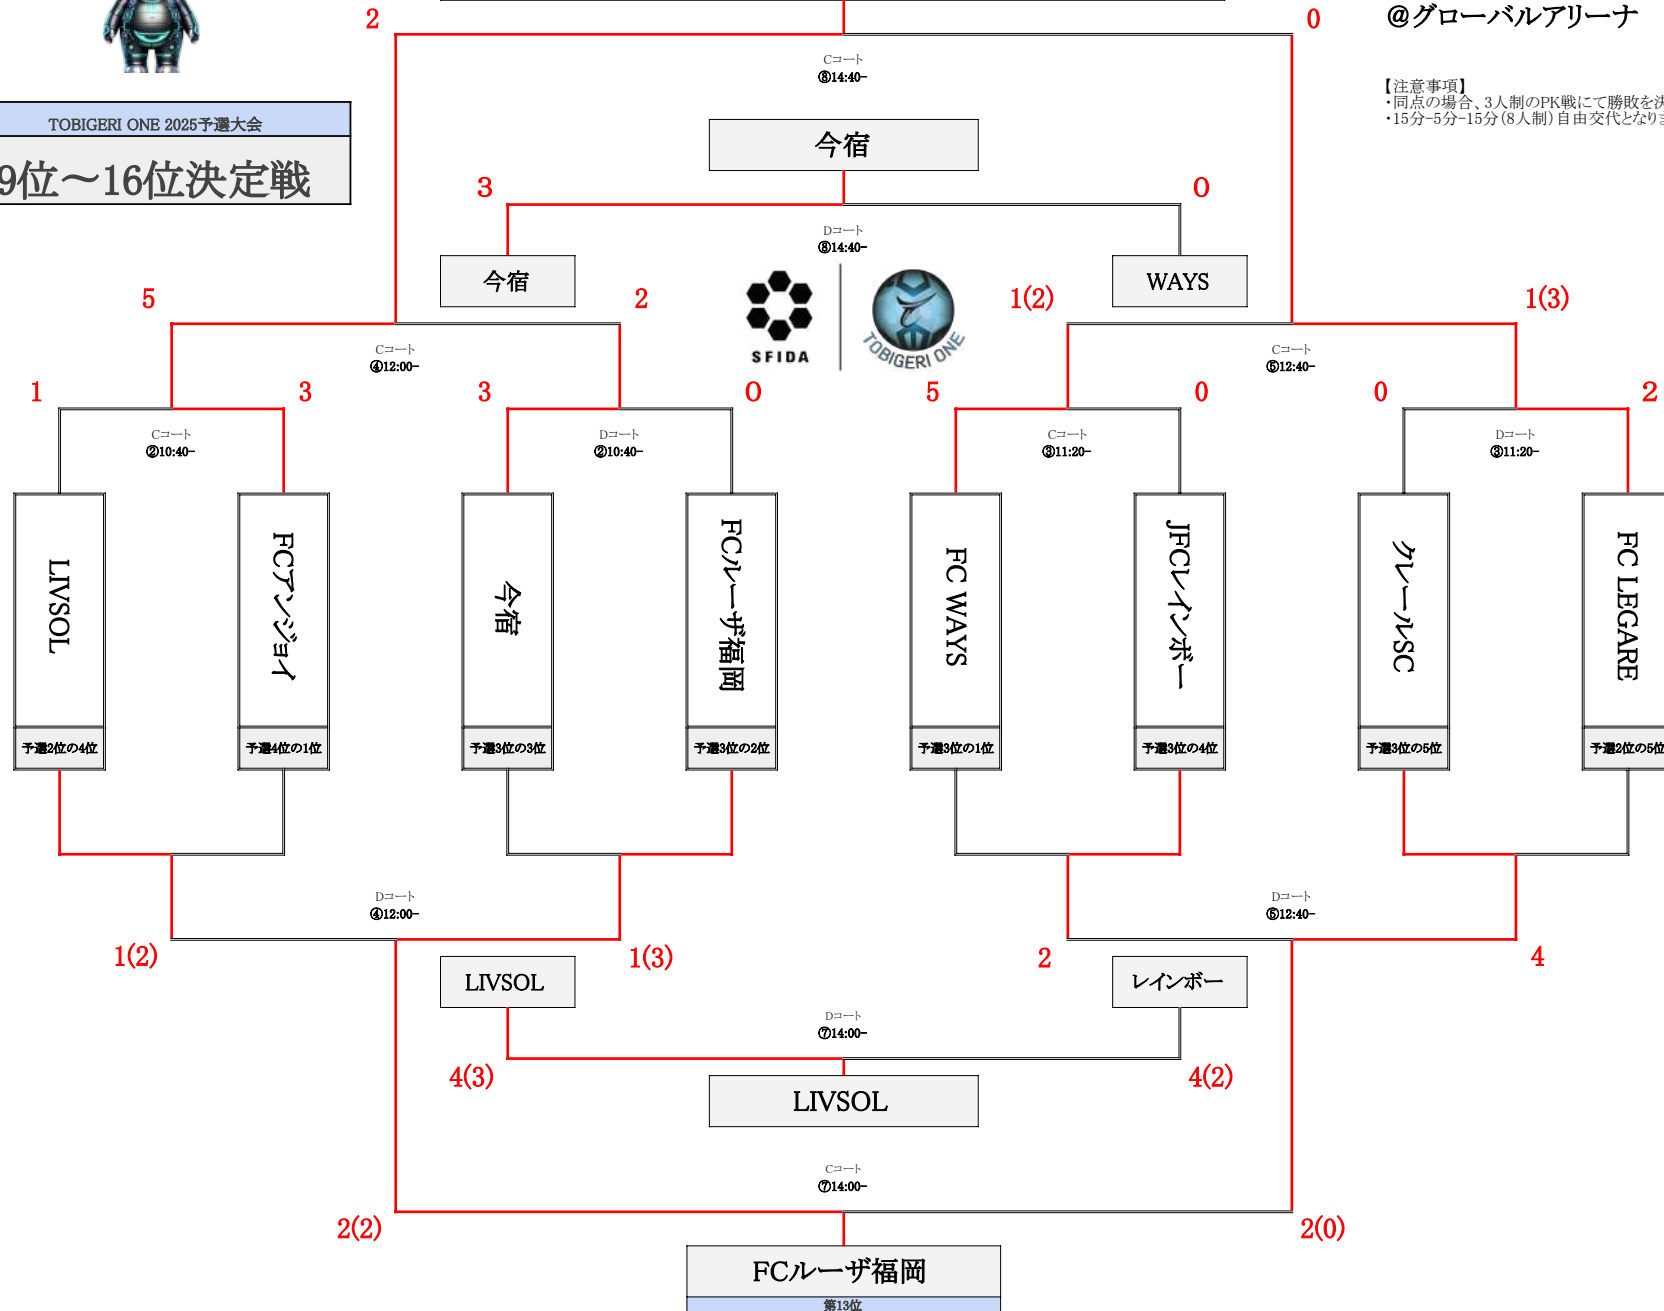 2
0
@グローバルアリーナ
Cコート
⑧14:40-
【注意事項】
・同点の場合、3人制のPK戦にて勝敗を決
・15分-5分-15分(8人制)自由交代となりま
TOBIGERI ONE 2025予選大会
9位～16位決定戦
今宿
3
0
Dコート
⑧14:40-
今宿
WAYS
5
2
1(2)
1(3)
SFIDA
TOBIGERI ONE
Cコート
④12:00-
Cコート
⑤12:40-
1
3
3
0
5
0
0
2
Cコート
②10:40-
Dコート
②10:40-
Cコート
③11:20-
Dコート
③11:20-
LIVSOL
FCアンジョイ
今宿
FCルーザ福岡
FC WAYS
JFCレインボー
クレールSC
FC LEGARE
予選2位の4位
予選4位の1位
予選3位の3位
予選3位の2位
予選3位の1位
予選3位の4位
予選3位の5位
予選2位の5位
Dコート
④12:00-
Dコート
⑤12:40-
1(2)
1(3)
2
4
LIVSOL
レインボー
Dコート
⑦14:00-
4(3)
4(2)
LIVSOL
Cコート
⑦14:00-
2(2)
2(0)
FCルーザ福岡
第13位